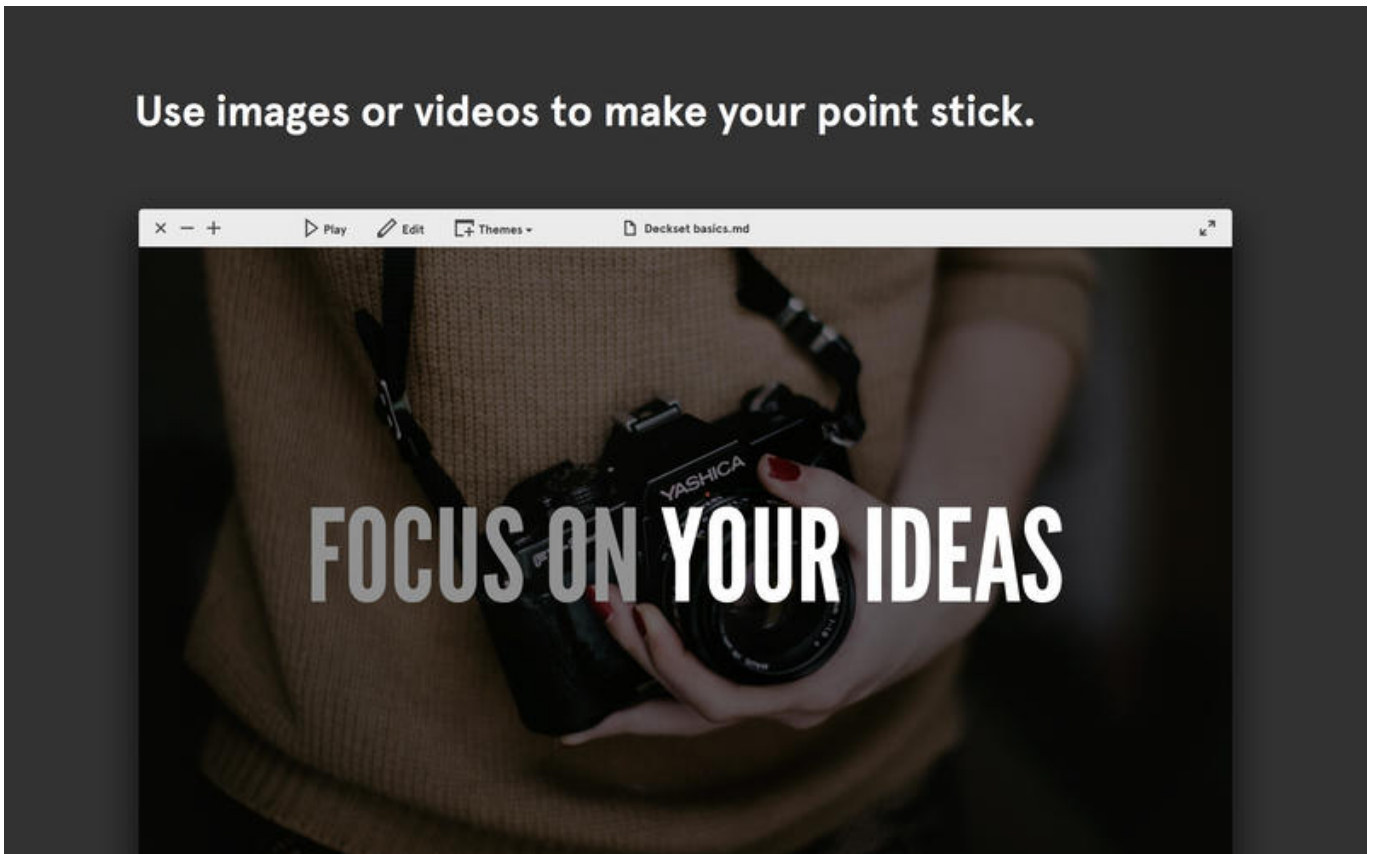 Use images or videos to make your point stick.
Play Edit Themes Deckset basics.md
YASHICA
FOCUS ON YOUR IDEAS